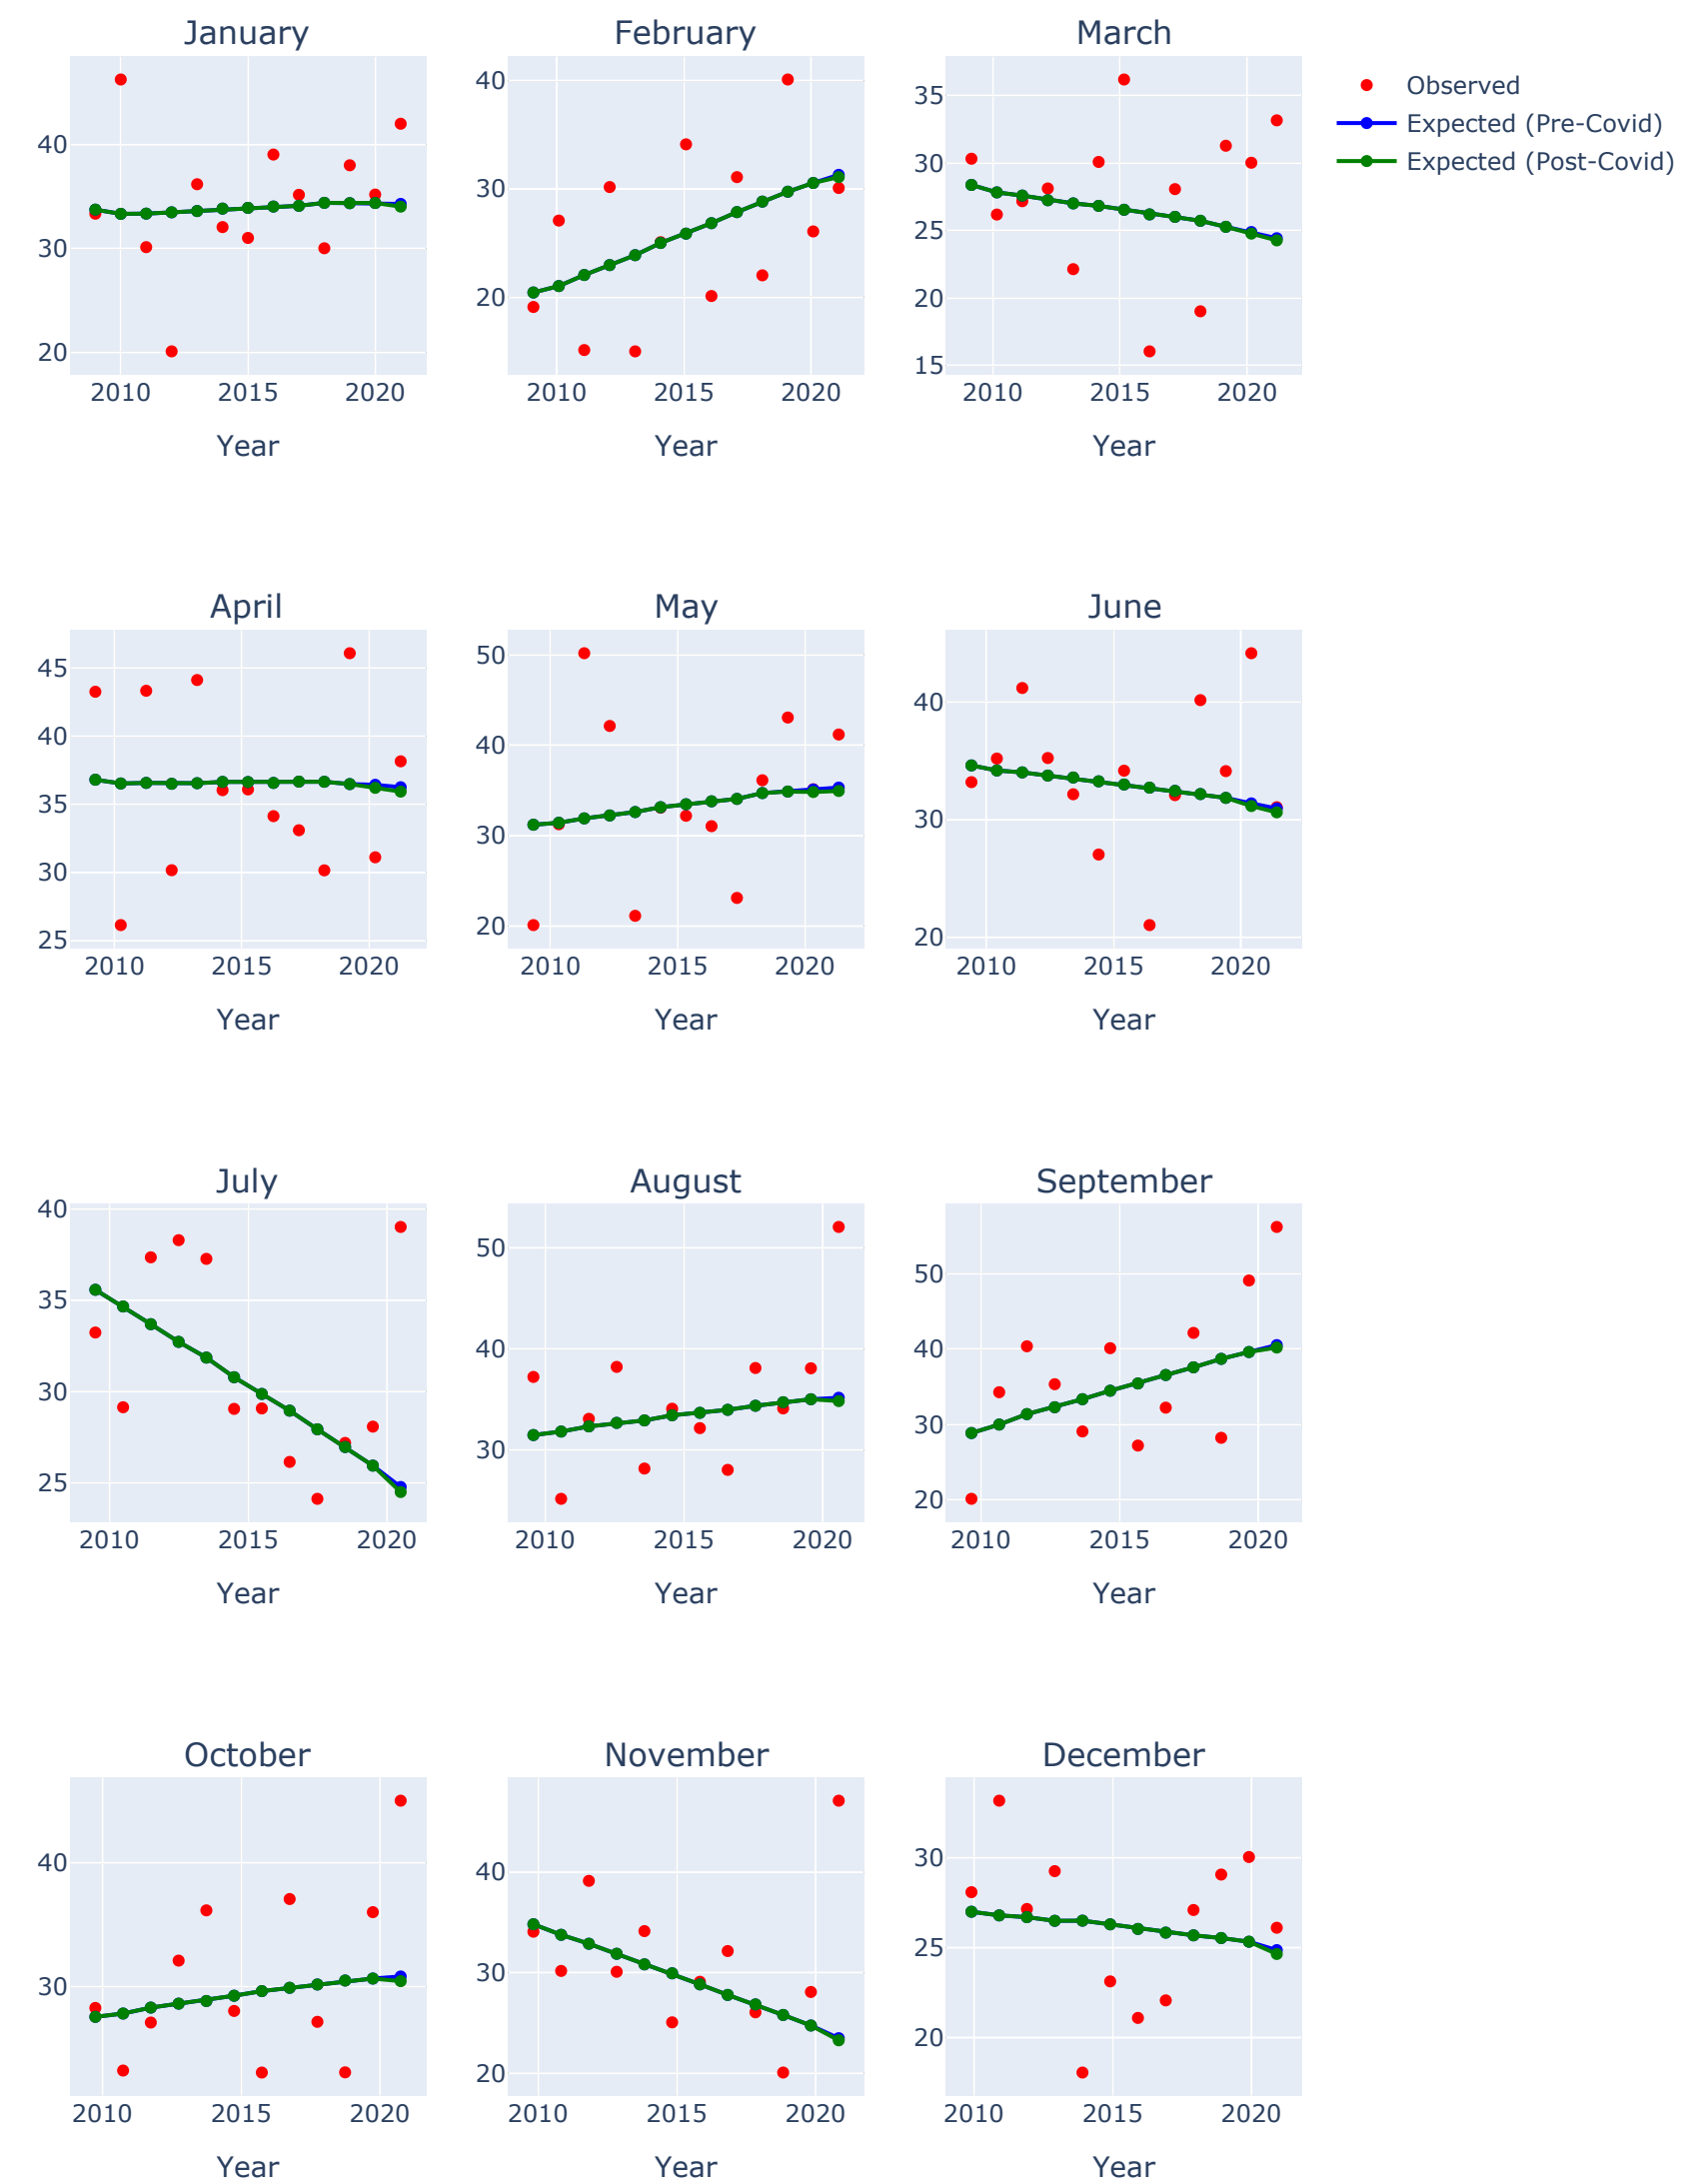 January
February
March
Observed
Expected (Pre-Covid)
Expected (Post-Covid)
40
30
20
2010 2015 2020
Year
40
30
20
2010 2015 2020
Year
35
30
25
20
15
2010 2015 2020
Year
April
45
40
35
30
25
2010 2015 2020
Year
May
50
40
30
20
2010 2015 2020
Year
June
40
30
20
2010 2015 2020
Year
July
40
35
30
25
2010 2015 2020
Year
August
50
40
30
2010 2015 2020
Year
September
50
40
30
20
2010 2015 2020
Year
October
40
30
2010 2015 2020
Year
November
40
30
20
2010 2015 2020
Year
December
30
25
20
2010 2015 2020
Year